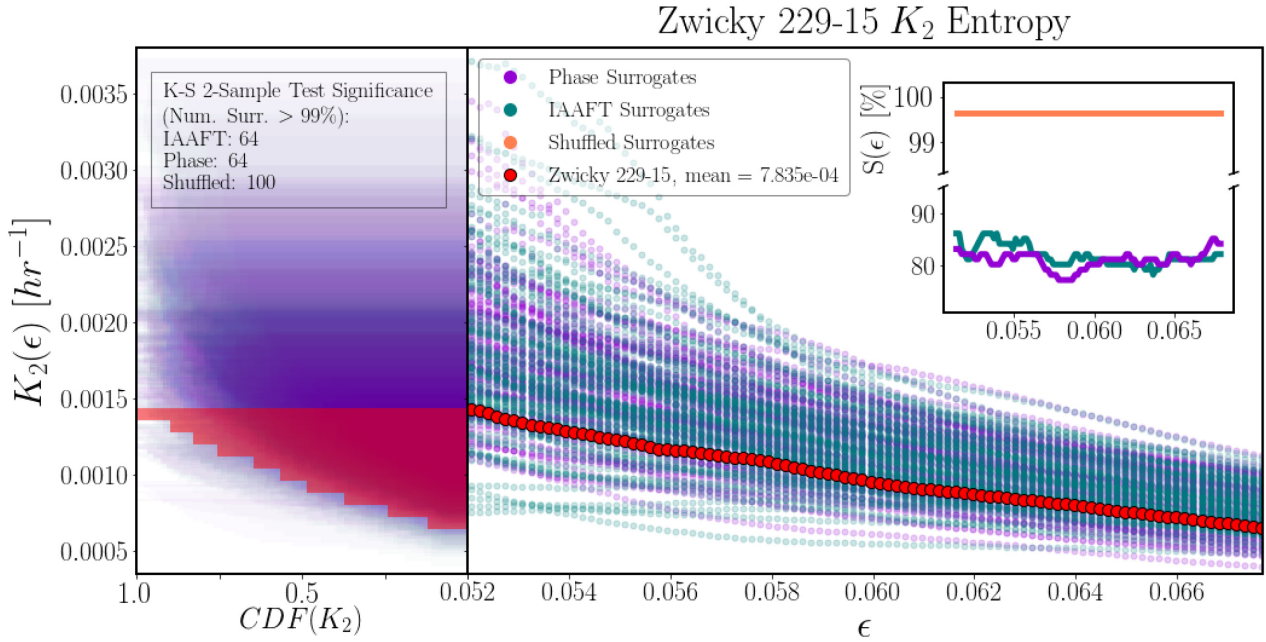 Zwicky 229-15 K₂ Entropy
K₂(ϵ) [hr⁻¹]
0.0035
0.0030
0.0025
0.0020
0.0015
0.0010
0.0005
K-S 2-Sample Test Significance
(Num. Surr. > 99%):
IAAFT: 64
Phase: 64
Shuffled: 100
1.0
0.5
CDF(K₂)
Phase Surrogates
IAAFT Surrogates
Shuffled Surrogates
Zwicky 229-15, mean = 7.835e-04
S(ϵ) [%]
100
99
90
80
0.055
0.060
0.065
0.052
0.054
0.056
0.058
0.060
0.062
0.064
0.066
ϵ